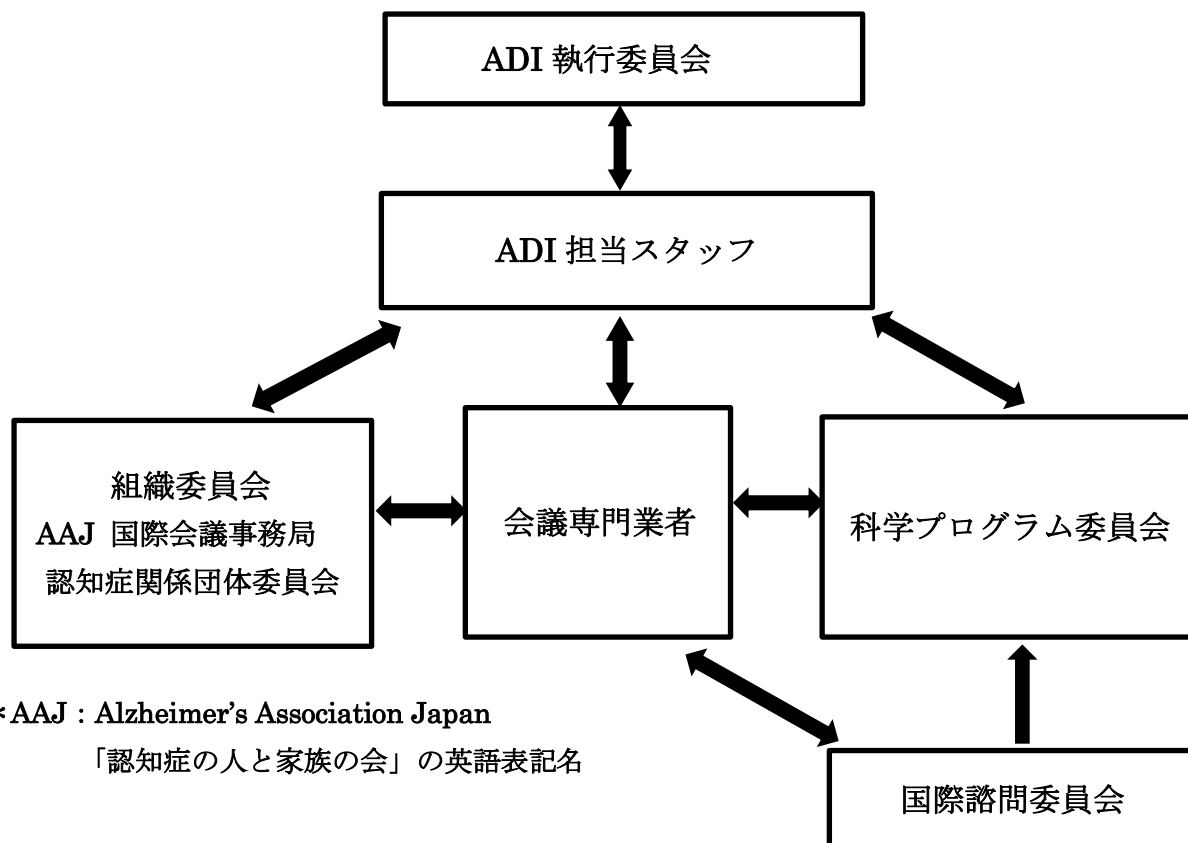 ADI 執行委員会
ADI 担当スタッフ
組織委員会
AAJ 国際会議事務局
認知症関係団体委員会
会議専門業者
科学プログラム委員会
*AAJ：Alzheimer's Association Japan
「認知症の人と家族の会」の英語表記名
国際諮問委員会